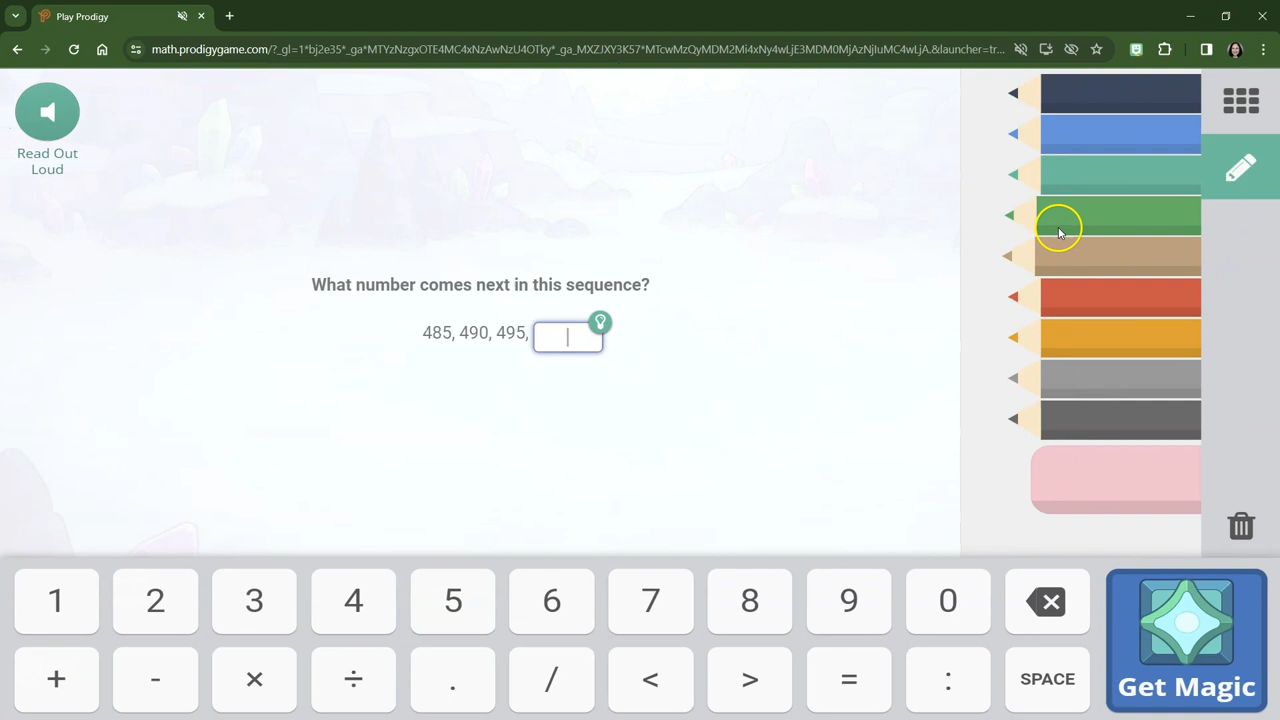 Play Prodigy
math.prodigygame.com/?_gl=1*bj2e35*_ga*MTYzNzgxOTE4MC4xNzAwNzU4OTky*_ga_MXZJXY3K57*MTcwMzQyMDM2Mi4xNy4wLjE3MDM0MjAzNjIuMC4wLjA.&launcher=tr...
Read Out
Loud
What number comes next in this sequence?
485, 490, 495,
1 2 3 4 5 6 7 8 9 0
+ - × ÷ . / < > = : SPACE
Get Magic